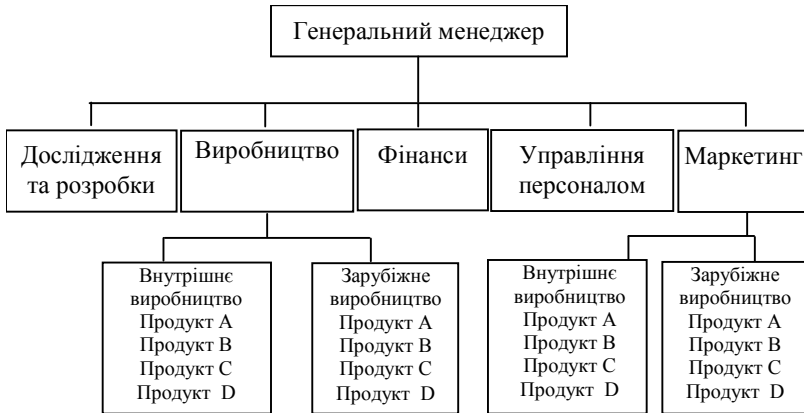 Генеральний менеджер
Дослідження
та розробки
Виробництво
Фінанси
Управління
персоналом
Маркетинг
Внутрішнє
виробництво
Продукт A
Продукт B
Продукт C
Продукт D
Зарубіжне
виробництво
Продукт A
Продукт B
Продукт C
Продукт D
Внутрішнє
виробництво
Продукт A
Продукт B
Продукт C
Продукт D
Зарубіжне
виробництво
Продукт A
Продукт B
Продукт C
Продукт D